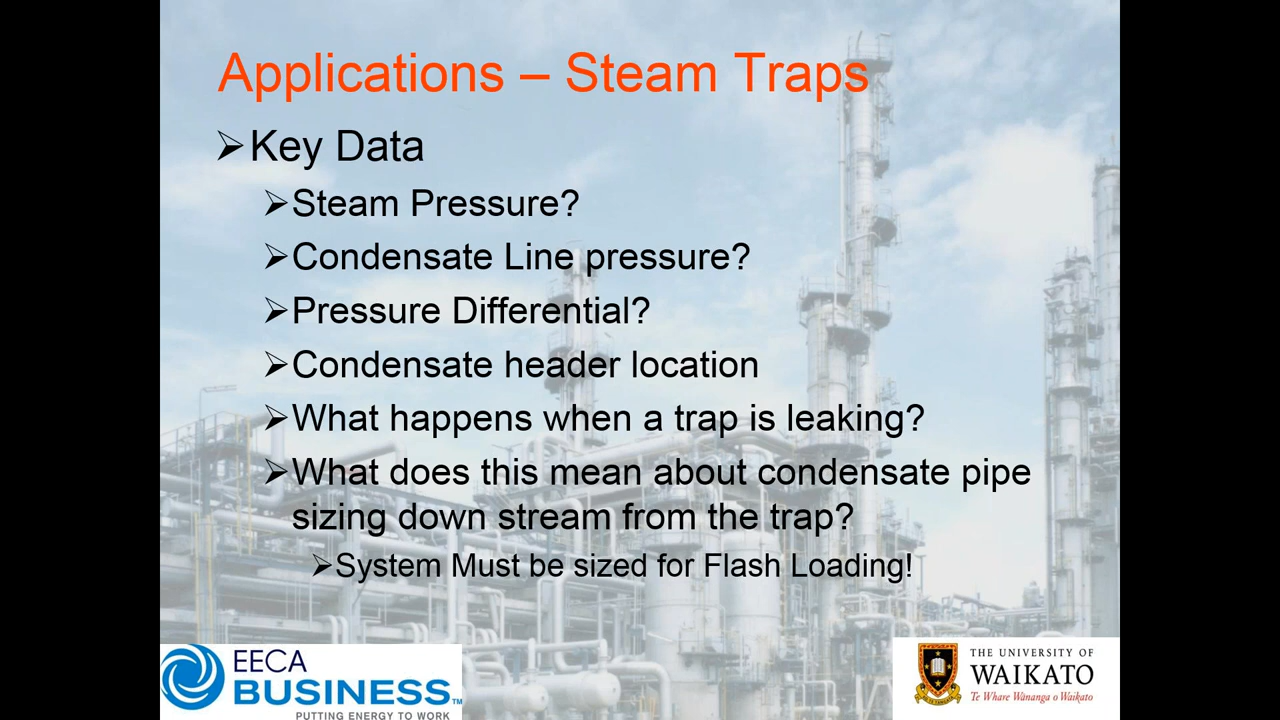 Applications – Steam Traps
➢Key Data
➢Steam Pressure?
➢Condensate Line pressure?
➢Pressure Differential?
➢Condensate header location
➢What happens when a trap is leaking?
➢What does this mean about condensate pipe
sizing down stream from the trap?
➢System Must be sized for Flash Loading!
EECA
BUSINESS™
PUTTING ENERGY TO WORK
THE UNIVERSITY OF
WAIKATO
Te Whare Wānanga o Waikato